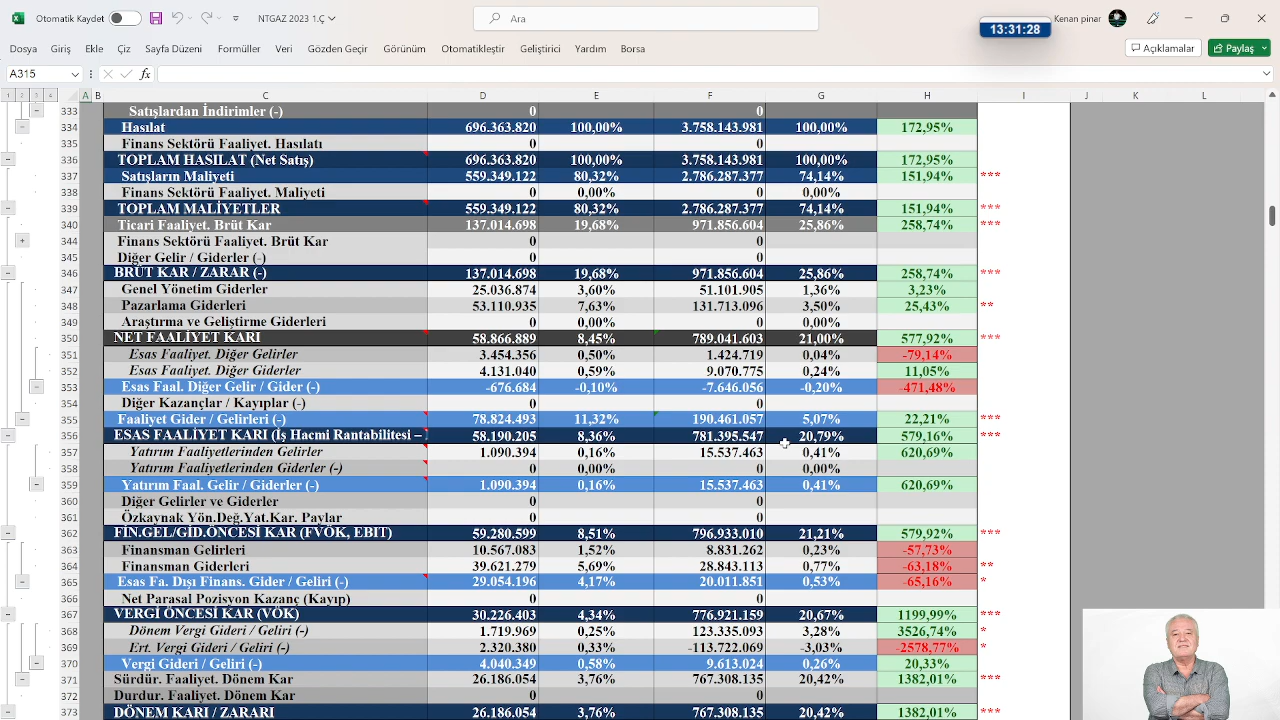 Otomatik Kaydet
NTGAZ 2023 1.Ç
Ara
Kenan pinar
13:31:28
Dosya Giriş Ekle Çiz Sayfa Düzeni Formüller Veri Gözden Geçir Görünüm Otomatikleştir Geliştirici Yardım Borsa
Açıklamalar
Paylaş
A315
fx
1 2 3 4 A B C D E F G H I J K L
333 Satışlardan İndirimler (-) 0 0
334 Hasılat 696.363.820 100,00% 3.758.143.981 100,00% 172,95%
335 Finans Sektörü Faaliyet. Hasılatı 0 0
336 TOPLAM HASILAT (Net Satış) 696.363.820 100,00% 3.758.143.981 100,00% 172,95%
337 Satışların Maliyeti 559.349.122 80,32% 2.786.287.377 74,14% 151,94% ***
338 Finans Sektörü Faaliyet. Maliyeti 0 0,00% 0 0,00%
339 TOPLAM MALİYETLER 559.349.122 80,32% 2.786.287.377 74,14% 151,94% ***
340 Ticari Faaliyet. Brüt Kar 137.014.698 19,68% 971.856.604 25,86% 258,74% ***
344 Finans Sektörü Faaliyet. Brüt Kar 0 0
345 Diğer Gelirler / Giderler (-) 0 0
346 BRÜT KAR / ZARAR (-) 137.014.698 19,68% 971.856.604 25,86% 258,74% ***
347 Genel Yönetim Giderler 25.036.874 3,60% 51.101.905 1,36% 3,23%
348 Pazarlama Giderleri 53.110.935 7,63% 131.713.096 3,50% 25,43% **
349 Araştırma ve Geliştirme Giderleri 0 0,00% 0 0,00%
350 NET FAALİYET KARI 58.866.889 8,45% 789.041.603 21,00% 577,92% ***
351 Esas Faaliyet. Diğer Gelirler 3.454.356 0,50% 1.424.719 0,04% -79,14%
352 Esas Faaliyet. Diğer Giderler 4.131.040 0,59% 9.070.775 0,24% 11,05%
353 Esas Faal. Diğer Gelir / Gider (-) -676.684 -0,10% -7.646.056 -0,20% -471,48%
354 Diğer Kazançlar / Kayıplar (-) 0 0
355 Faaliyet Gider / Gelirleri (-) 78.824.493 11,32% 190.461.057 5,07% 22,21% ***
356 ESAS FAALİYET KARI (İş Hacmi Rantabilitesi – 58.190.205 8,36% 781.395.547 20,79% 579,16% ***
357 Yatırım Faaliyetlerinden Gelirler 1.090.394 0,16% 15.537.463 0,41% 620,69%
358 Yatırım Faaliyetlerinden Giderler (-) 0 0,00% 0 0,00%
359 Yatırım Faal. Gelir / Giderler (-) 1.090.394 0,16% 15.537.463 0,41% 620,69%
360 Diğer Gelirler ve Giderler 0 0
361 Özkaynak Yön.Değ.Yat.Kar. Paylar 0 0
362 FİN.GEL/GİD.ÖNCESİ KARI (FVÖK, EBIT) 59.280.599 8,51% 796.933.010 21,21% 579,92% ***
363 Finansman Gelirleri 10.567.083 1,52% 8.831.262 0,23% -57,73%
364 Finansman Giderleri 39.621.279 5,69% 28.843.113 0,77% -63,18% **
365 Esas Fa. Dışı Finans. Gider / Geliri (-) 29.054.196 4,17% 20.011.851 0,53% -65,16% *
366 Net Parasal Pozisyon Kazanç (Kayıp) 0 0
367 VERGİ ÖNCESİ KAR (VÖK) 30.226.403 4,34% 776.921.159 20,67% 1199,99% ***
368 Dönem Vergi Gideri / Geliri (-) 1.719.969 0,25% 123.335.093 3,28% 3526,74% *
369 Ert. Vergi Gideri / Geliri (-) 2.320.380 0,33% -113.722.069 -3,03% -2578,77% *
370 Vergi Gideri / Geliri (-) 4.040.349 0,58% 9.613.024 0,26% 20,33%
371 Sürdür. Faaliyet. Dönem Kar 26.186.054 3,76% 767.308.135 20,42% 1382,01% ***
372 Durdur. Faaliyet. Dönem Kar 0 0
373 DÖNEM KARI / ZARARI 26.186.054 3,76% 767.308.135 20,42% 1382,01% ***